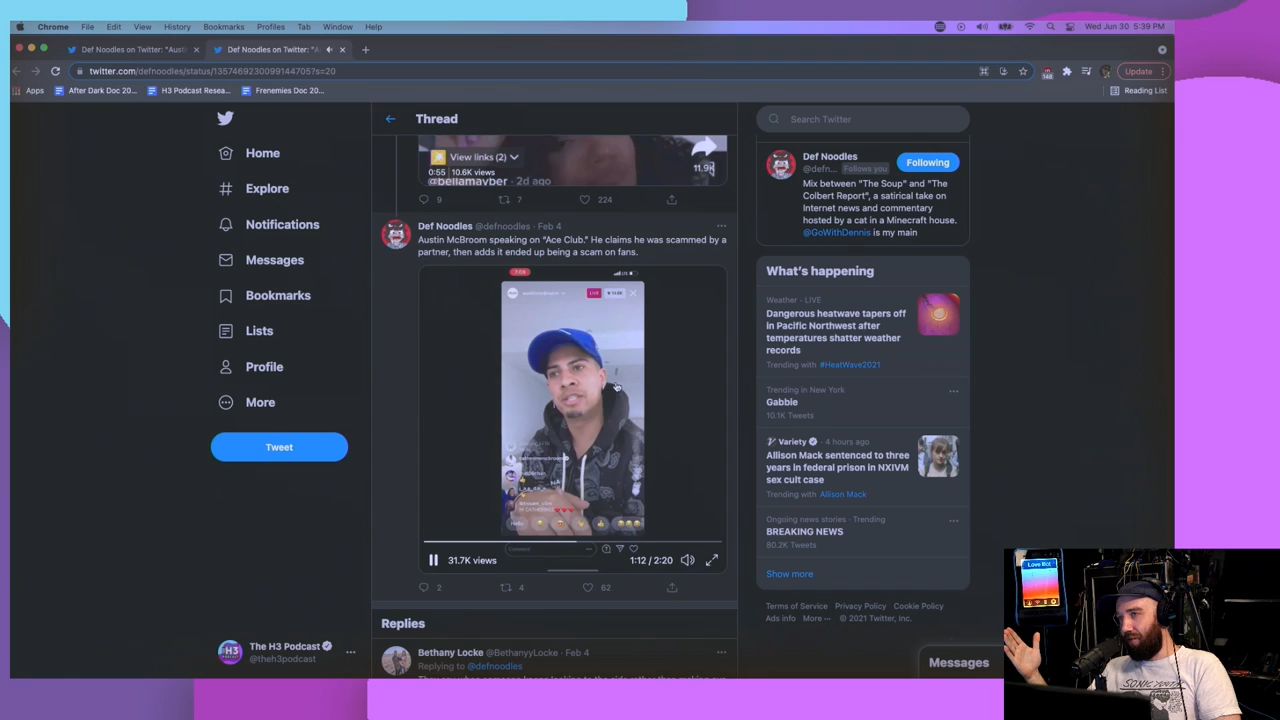 Chrome File Edit View History Bookmarks Profiles Tab Window Help
Wed Jun 30 5:39 PM
Def Noodles on Twitter: "Austi
Def Noodles on Twitter: "A
twitter.com/defnoodles/status/1357469230099144705?s=20
Update
Apps
After Dark Doc 20...
H3 Podcast Resea...
Frenemies Doc 20...
Reading List
Home
Explore
Notifications
Messages
Bookmarks
Lists
Profile
More
Tweet
The H3 Podcast
@theh3podcast
Thread
View links (2)
0:55 10.6K views
11.9K
@bellamayber · 2d ago
9
7
224
Def Noodles @defnoodles · Feb 4
Austin McBroom speaking on "Ace Club." He claims he was scammed by a
partner, then adds it ended up being a scam on fans.
LIVE
Hello
Comment
31.7K views
1:12 / 2:20
2
4
62
Replies
Bethany Locke @BethanyyLocke · Feb 4
Replying to @defnoodles
Search Twitter
Def Noodles
@defn... Follows you
Following
Mix between "The Soup" and "The
Colbert Report", a satirical take on
Internet news and commentary
hosted by a cat in a Minecraft house.
@GoWithDennis is my main
What's happening
Weather · LIVE
Dangerous heatwave tapers off
in Pacific Northwest after
temperatures shatter weather
records
Trending with #HeatWave2021
Trending in New York
Gabbie
10.1K Tweets
Variety · 4 hours ago
Allison Mack sentenced to three
years in federal prison in NXIVM
sex cult case
Trending with Allison Mack
Ongoing news stories · Trending
BREAKING NEWS
80.2K Tweets
Show more
Terms of Service Privacy Policy Cookie Policy
Ads info More ··· © 2021 Twitter, Inc.
Messages
Love Bot
SONIC YOUTH